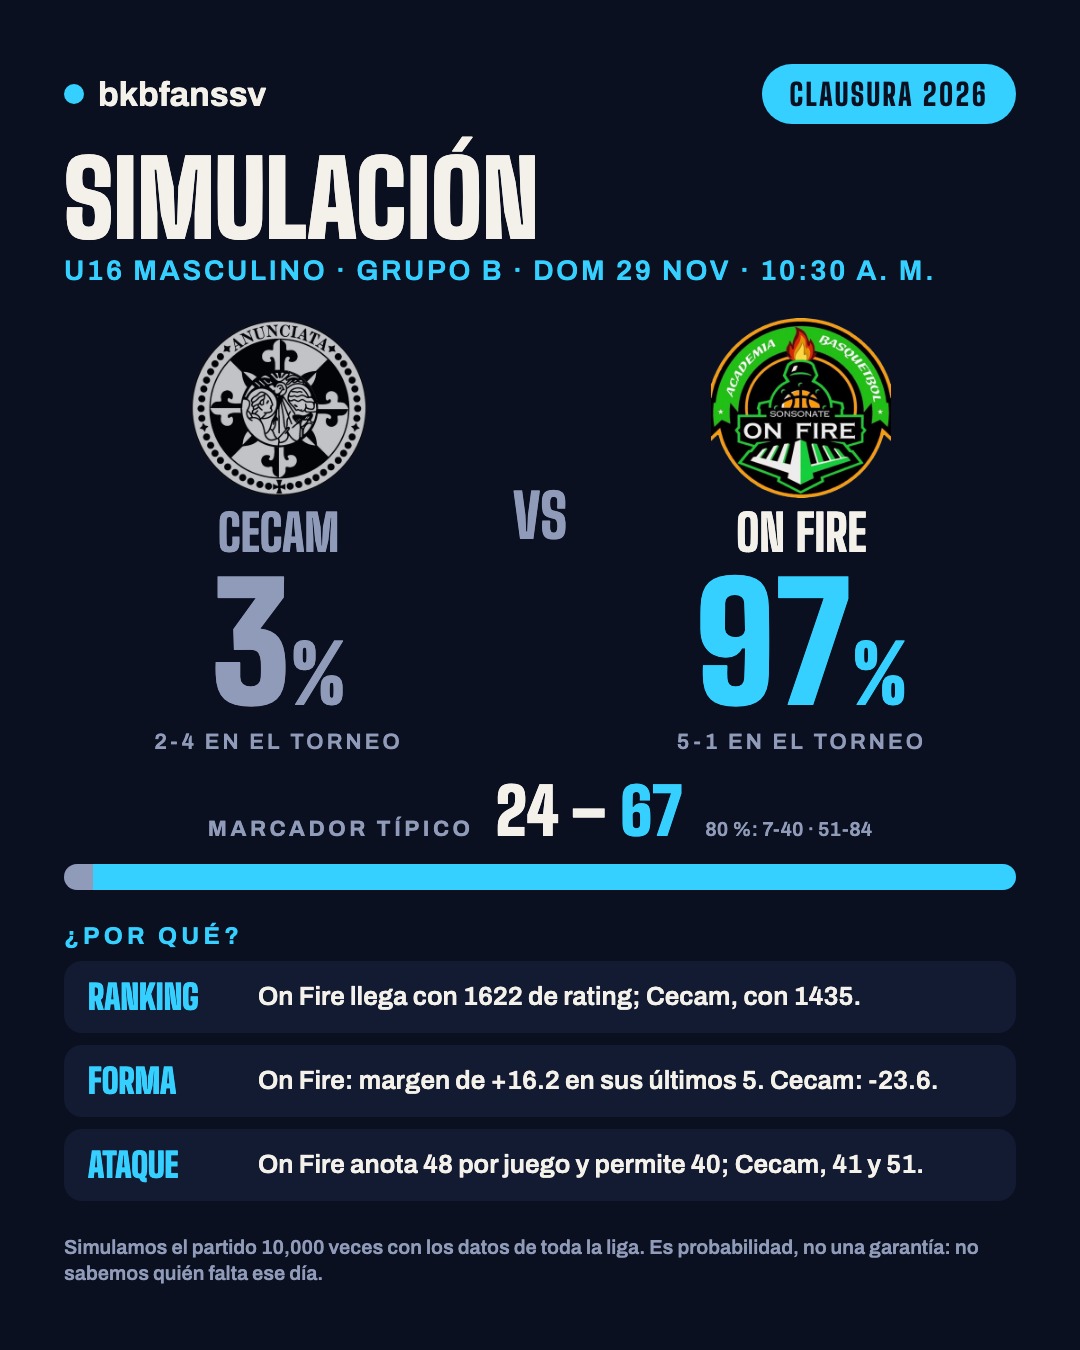 bkbfanssv
CLAUSURA 2026
SIMULACIÓN
U16 MASCULINO · GRUPO B · DOM 29 NOV · 10:30 A. M.
ANUNCIATA
ACADEMIA BASQUETBOL
SONSONATE
ON FIRE
CECAM
VS
ON FIRE
3%
97%
2-4 EN EL TORNEO
5-1 EN EL TORNEO
MARCADOR TÍPICO 24 – 67 80 %: 7-40 · 51-84
¿POR QUÉ?
RANKING On Fire llega con 1622 de rating; Cecam, con 1435.
FORMA On Fire: margen de +16.2 en sus últimos 5. Cecam: -23.6.
ATAQUE On Fire anota 48 por juego y permite 40; Cecam, 41 y 51.
Simulamos el partido 10,000 veces con los datos de toda la liga. Es probabilidad, no una garantía: no
sabemos quién falta ese día.